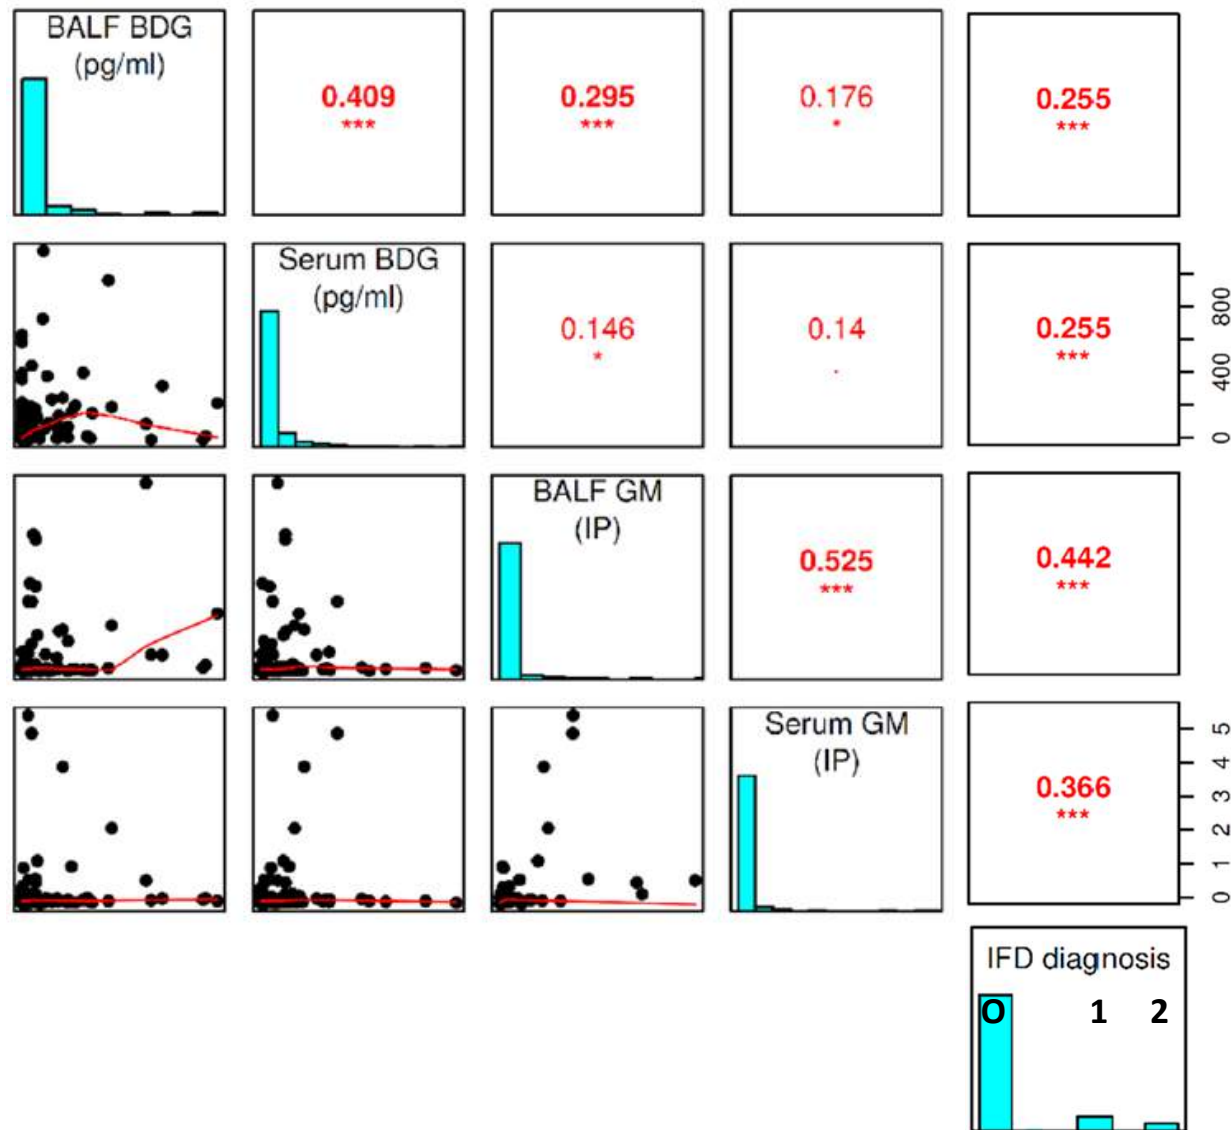 BALF BDG
(pg/ml)
0.409
***
0.295
***
0.176
*
0.255
***
Serum BDG
(pg/ml)
0.146
*
0.14
.
0.255
***
800
400
0
BALF GM
(IP)
0.525
***
0.442
***
Serum GM
(IP)
0.366
***
5
4
3
2
1
0
IFD diagnosis
O 1 2